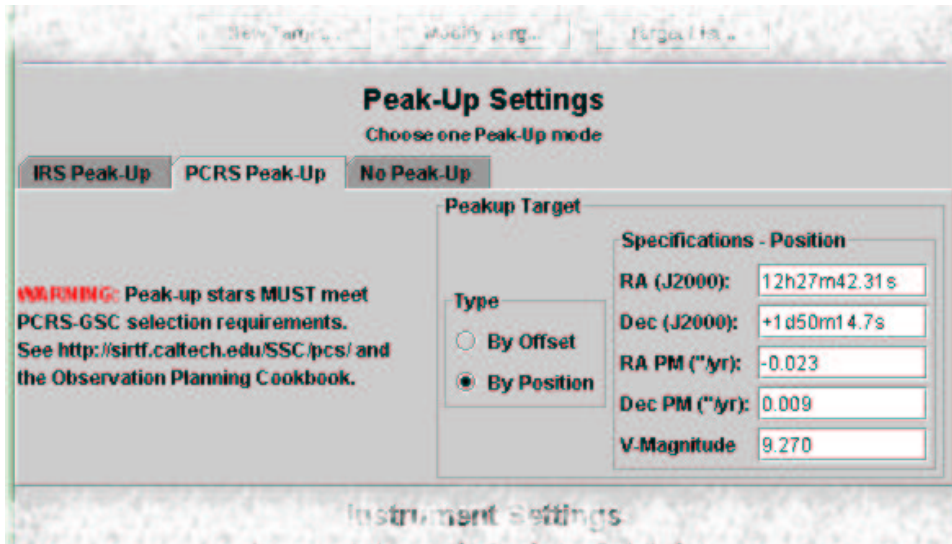 Peak-Up Settings
Choose one Peak-Up mode
IRS Peak-Up PCRS Peak-Up No Peak-Up
WARNING: Peak-up stars MUST meet
PCRS-GSC selection requirements.
See http://sirtf.caltech.edu/SSC/pcs/ and
the Observation Planning Cookbook.
Peakup Target
Type
By Offset
By Position
Specifications - Position
RA (J2000): 12h27m42.31s
Dec (J2000): +1d50m14.7s
RA PM ("/yr): -0.023
Dec PM ("/yr): 0.009
V-Magnitude 9.270
Instrument Settings